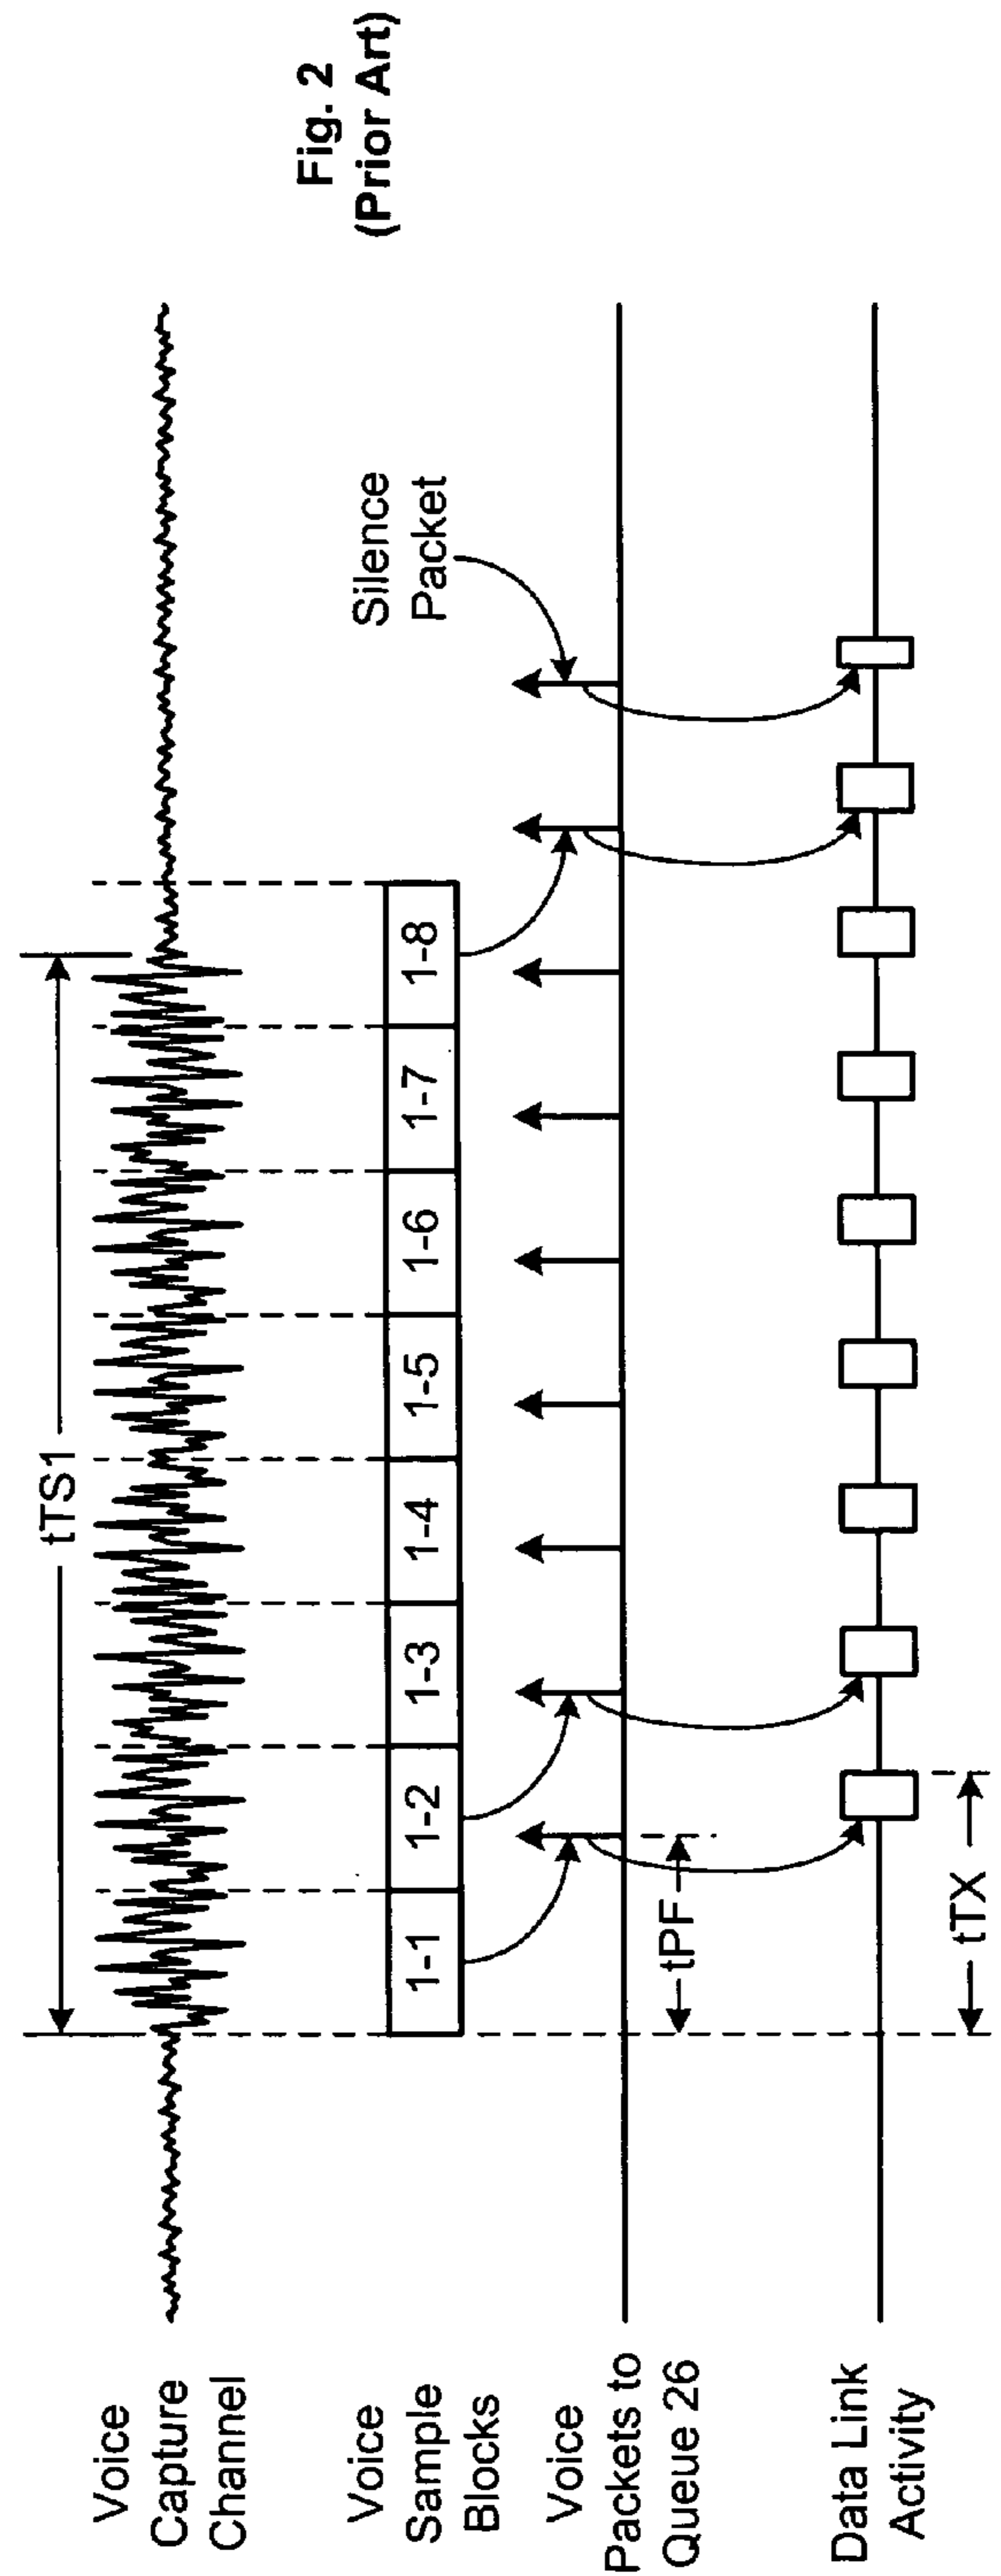 Fig. 2
(Prior Art)
Voice
Capture
Channel
tTS1
Voice
Sample
Blocks
1-1
1-2
1-3
1-4
1-5
1-6
1-7
1-8
Silence
Packet
Voice
Packets to
Queue 26
tPF
Data Link
Activity
tTX